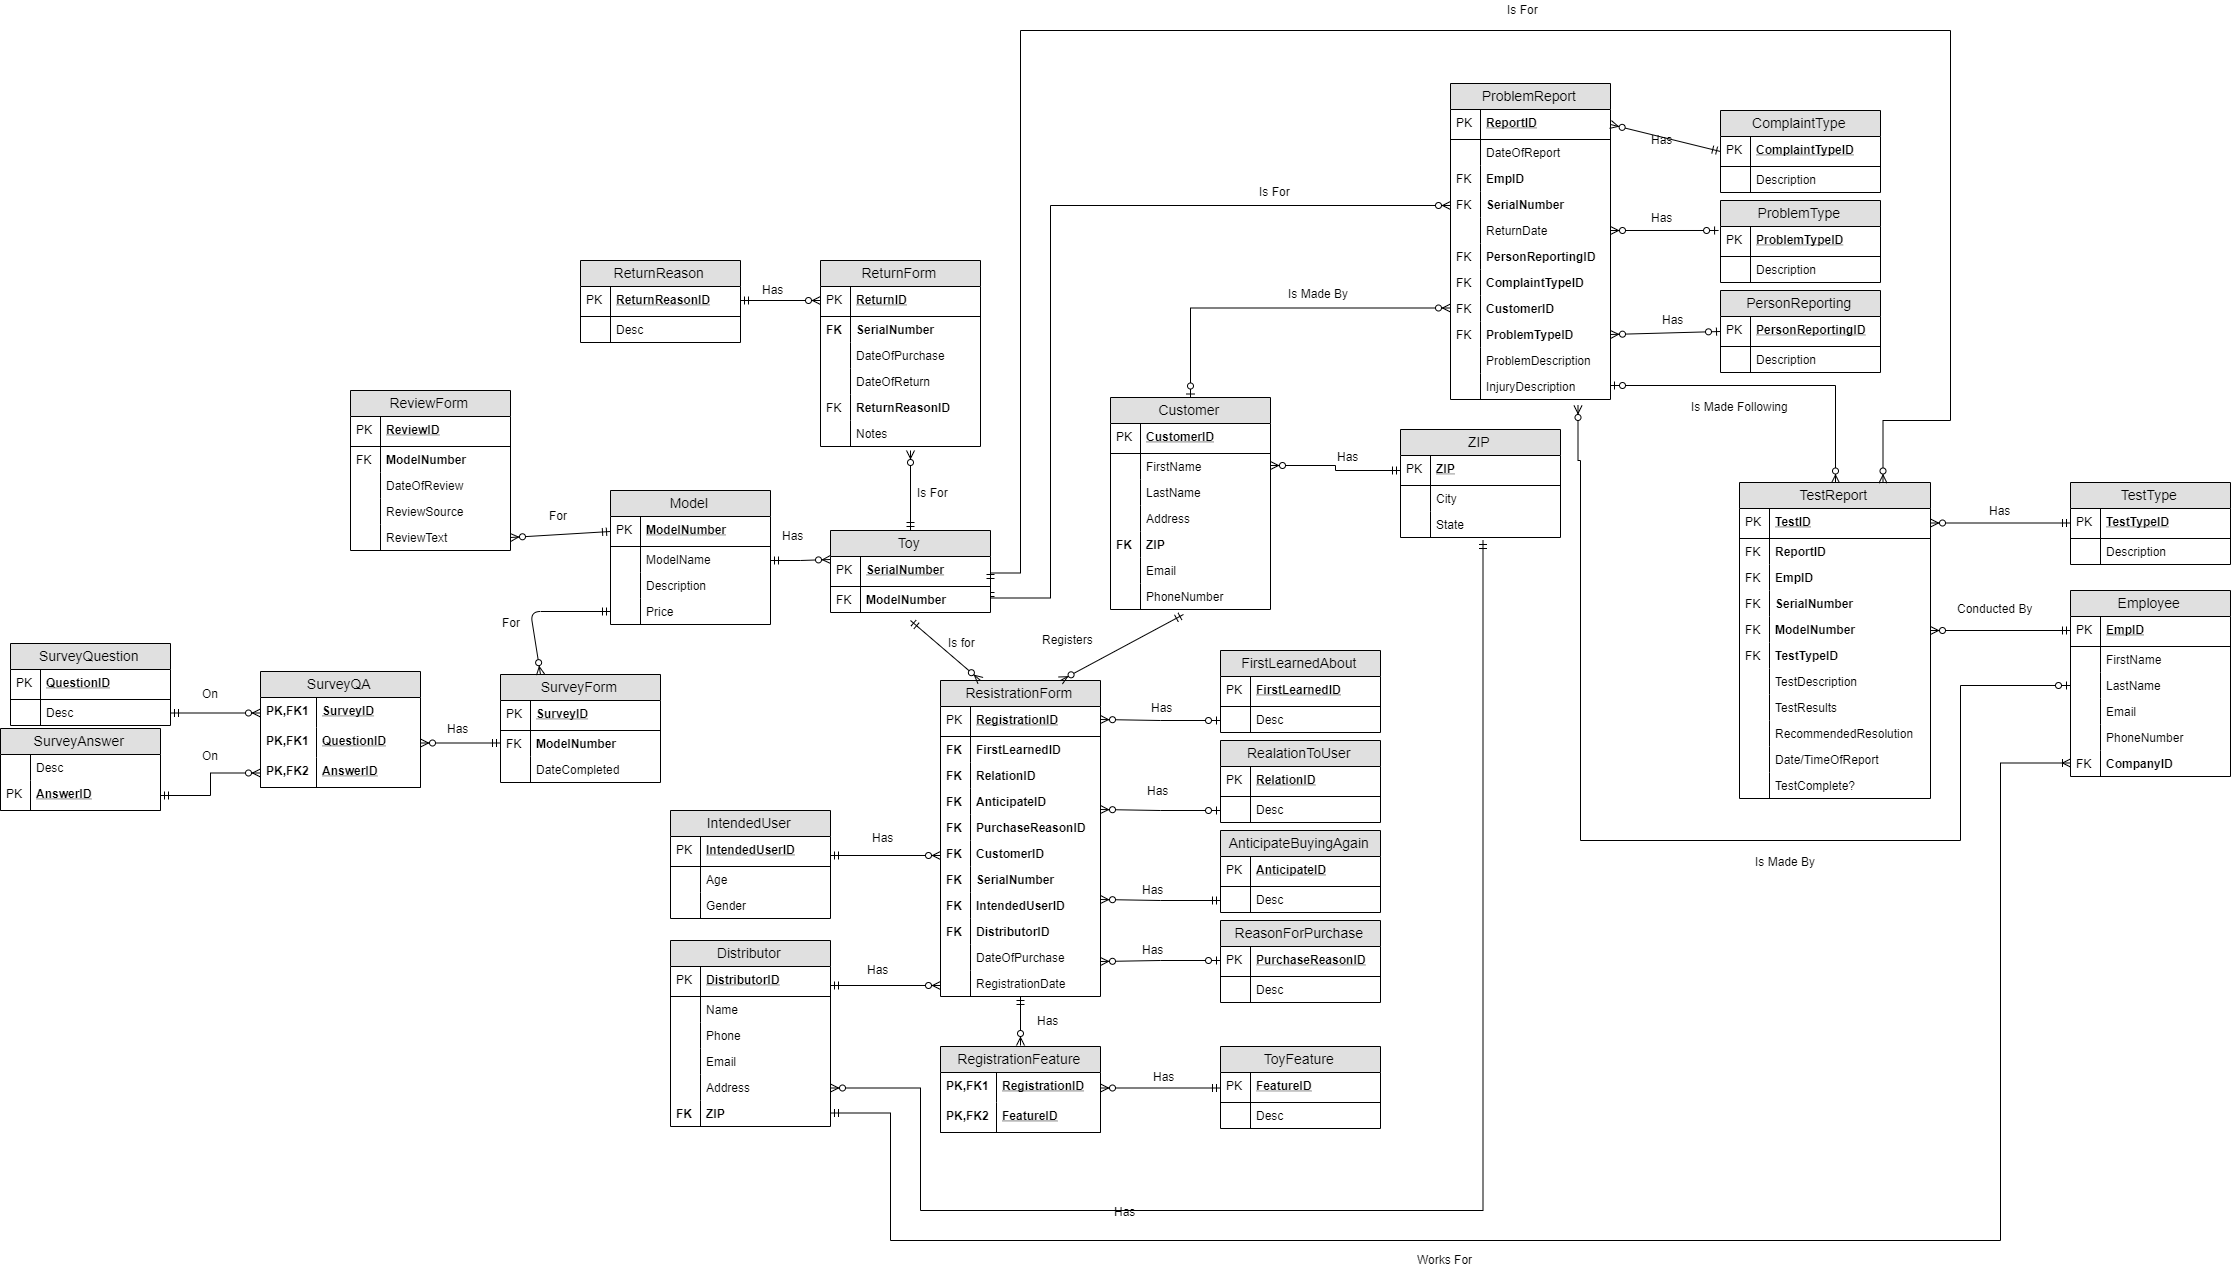 Is For
ProblemReport
PK ReportID
DateOfReport
FK EmpID
FK SerialNumber
ReturnDate
FK PersonReportingID
FK ComplaintTypeID
FK CustomerID
FK ProblemTypeID
ProblemDescription
InjuryDescription
Has
ComplaintType
PK ComplaintTypeID
Description
Has
ProblemType
PK ProblemTypeID
Description
Has
PersonReporting
PK PersonReportingID
Description
Is For
Is Made By
Is Made Following
ReturnReason
PK ReturnReasonID
Desc
Has
ReturnForm
PK ReturnID
FK SerialNumber
DateOfPurchase
DateOfReturn
FK ReturnReasonID
Notes
Is For
ReviewForm
PK ReviewID
FK ModelNumber
DateOfReview
ReviewSource
ReviewText
For
Model
PK ModelNumber
ModelName
Description
Price
Has
Toy
PK SerialNumber
FK ModelNumber
Customer
PK CustomerID
FirstName
LastName
Address
FK ZIP
Email
PhoneNumber
Has
ZIP
PK ZIP
City
State
TestReport
PK TestID
FK ReportID
FK EmpID
FK SerialNumber
FK ModelNumber
FK TestTypeID
TestDescription
TestResults
RecommendedResolution
Date/TimeOfReport
TestComplete?
Has
TestType
PK TestTypeID
Description
Conducted By
Employee
PK EmpID
FirstName
LastName
Email
PhoneNumber
FK CompanyID
Is Made By
For
SurveyQuestion
PK QuestionID
Desc
On
SurveyAnswer
Desc
PK AnswerID
On
SurveyQA
PK,FK1 SurveyID
PK,FK1 QuestionID
PK,FK2 AnswerID
Has
SurveyForm
PK SurveyID
FK ModelNumber
DateCompleted
Is for
Registers
ResistrationForm
PK RegistrationID
FK FirstLearnedID
FK RelationID
FK AnticipateID
FK PurchaseReasonID
FK CustomerID
FK SerialNumber
FK IntendedUserID
FK DistributorID
DateOfPurchase
RegistrationDate
Has
FirstLearnedAbout
PK FirstLearnedID
Desc
Has
RealationToUser
PK RelationID
Desc
Has
AnticipateBuyingAgain
PK AnticipateID
Desc
Has
ReasonForPurchase
PK PurchaseReasonID
Desc
IntendedUser
PK IntendedUserID
Age
Gender
Has
Distributor
PK DistributorID
Name
Phone
Email
Address
FK ZIP
Has
Has
RegistrationFeature
PK,FK1 RegistrationID
PK,FK2 FeatureID
Has
ToyFeature
PK FeatureID
Desc
Has
Works For